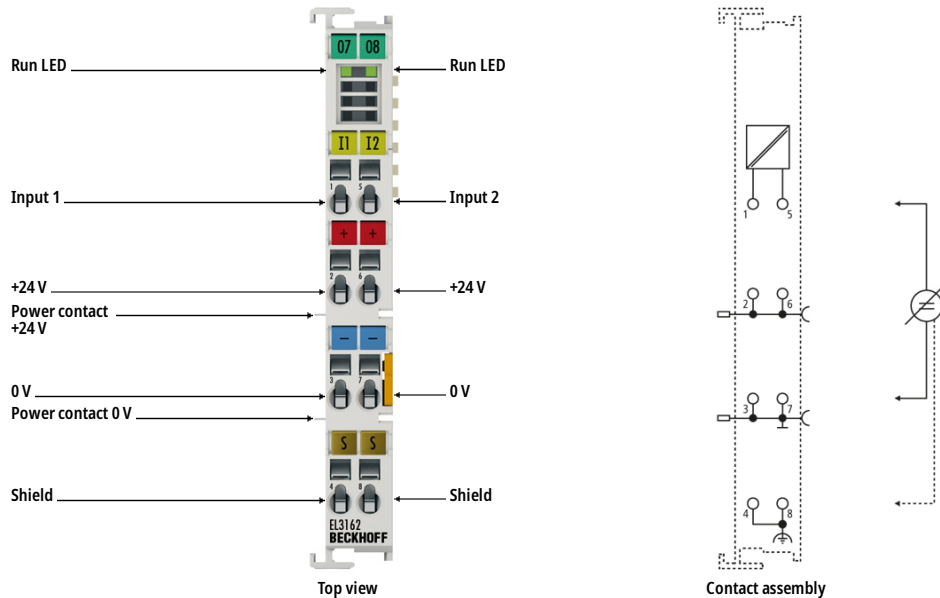 07 08
Run LED
Run LED
I1 I2
1 5
Input 1
Input 2
+ +
2 6
+24 V
+24 V
Power contact
+24 V
− −
3 7
0 V
0 V
Power contact 0 V
S S
4 8
Shield
Shield
EL3162
BECKHOFF
Top view
1 5
2 6
3 7
4 8
Contact assembly